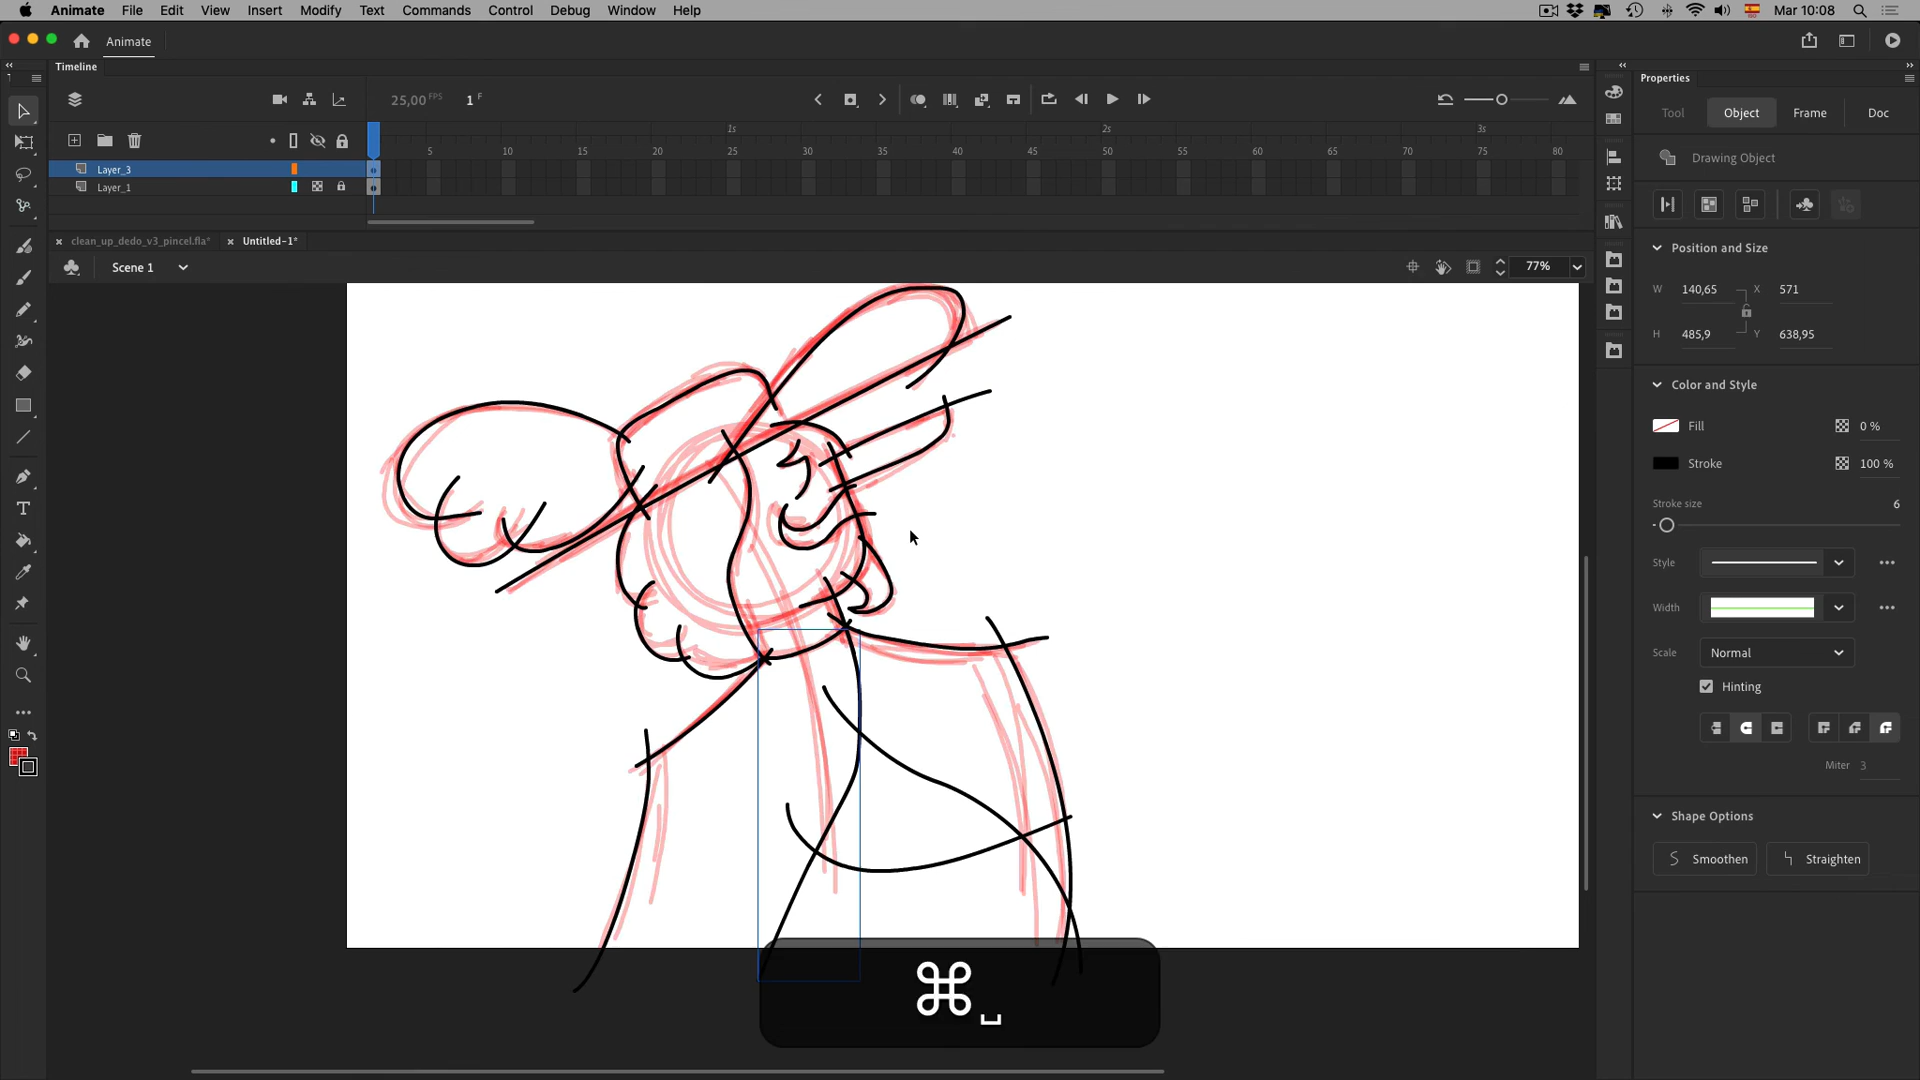 Animate File Edit View Insert Modify Text Commands Control Debug Window Help Mar 10:08
Animate
Timeline
25,00 FPS 1 F
1s 2s 3s
5 10 15 20 25 30 35 40 45 50 55 60 65 70 75 80
Layer_3
Layer_1
clean_up_dedo_v3_pincel.fla* Untitled-1*
Scene 1 77%
Properties
Tool Object Frame Doc
Drawing Object
Position and Size
W 140,65 X 571
H 485,9 Y 638,95
Color and Style
Fill 0 %
Stroke 100 %
Stroke size 6
Style
Width
Scale Normal
Hinting
Miter 3
Shape Options
Smoothen Straighten
⌘␣